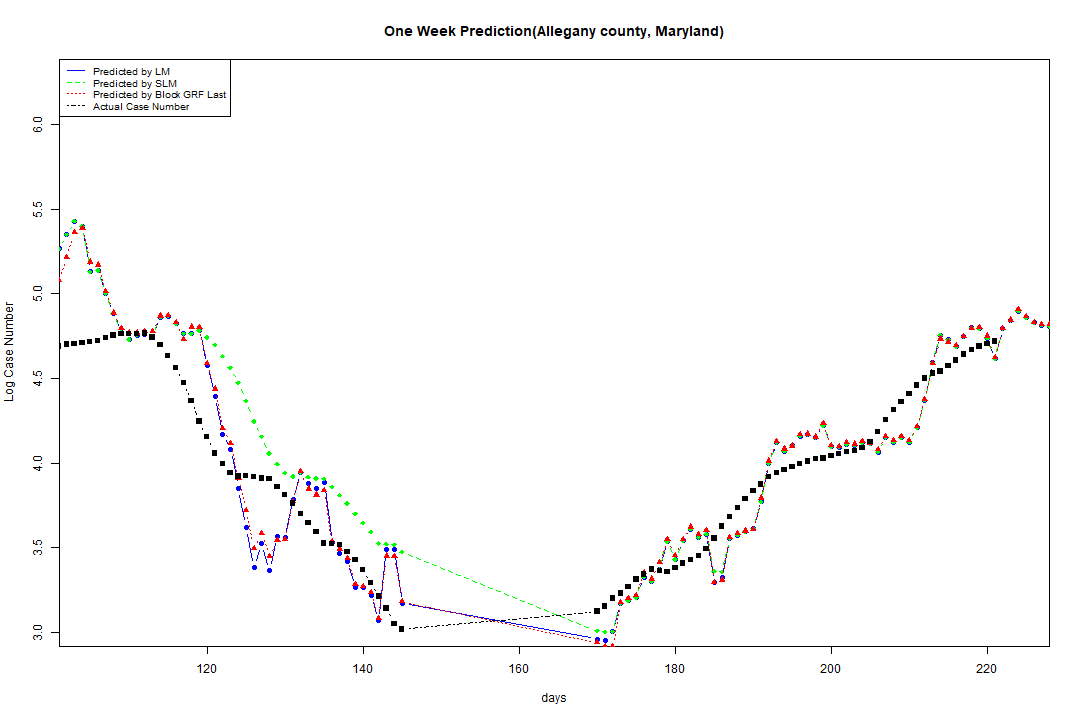 One Week Prediction(Allegany county, Maryland)
Predicted by LM
Predicted by SLM
Predicted by Block GRF Last
Actual Case Number
Log Case Number
6.0
5.5
5.0
4.5
4.0
3.5
3.0
120 140 160 180 200 220
days